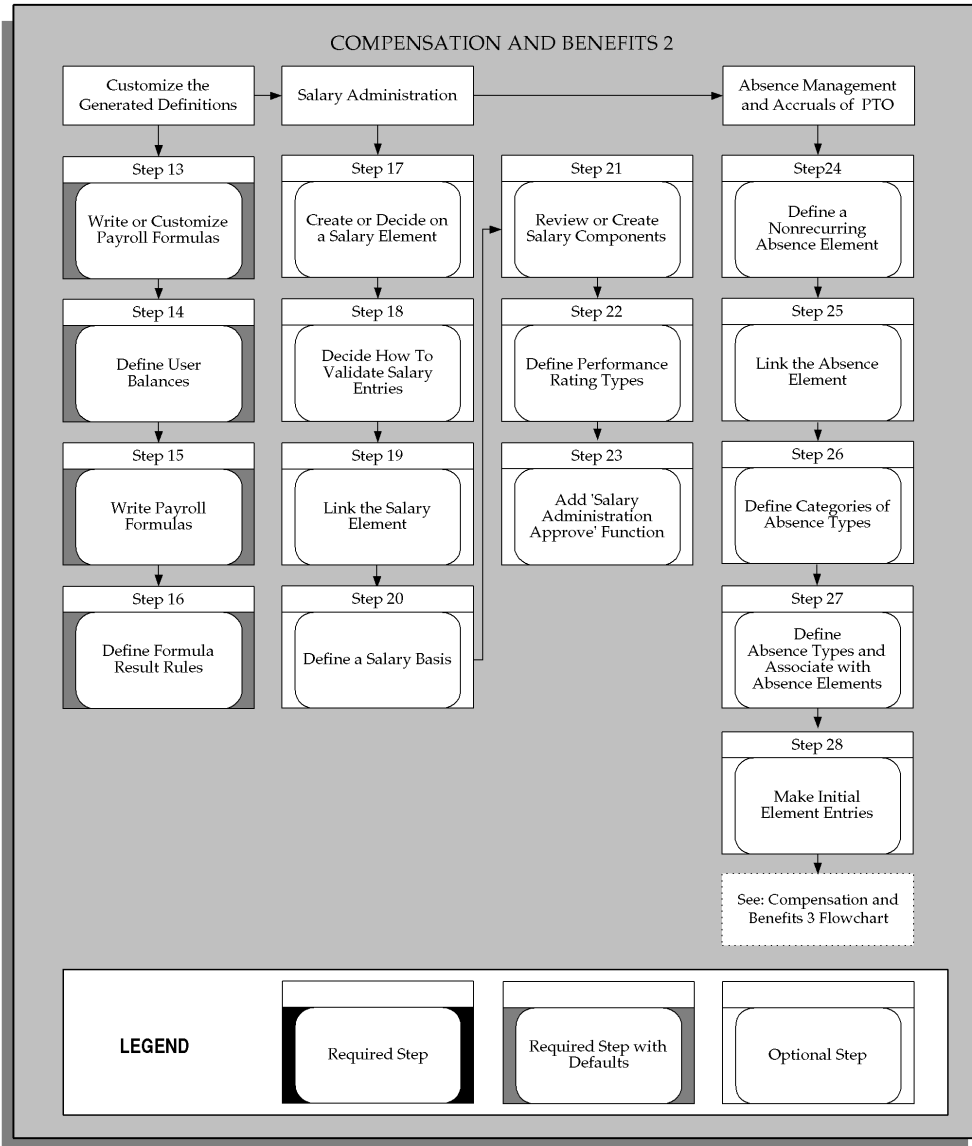 COMPENSATION AND BENEFITS 2
Customize the
Generated Definitions
Salary Administration
Absence Management
and Accruals of PTO
Step 13
Write or Customize
Payroll Formulas
Step 14
Define User
Balances
Step 15
Write Payroll
Formulas
Step 16
Define Formula
Result Rules
Step 17
Create or Decide on
a Salary Element
Step 18
Decide How To
Validate Salary
Entries
Step 19
Link the Salary
Element
Step 20
Define a Salary Basis
Step 21
Review or Create
Salary Components
Step 22
Define Performance
Rating Types
Step 23
Add 'Salary
Administration
Approve' Function
Step24
Define a
Nonrecurring
Absence Element
Step 25
Link the Absence
Element
Step 26
Define Categories of
Absence Types
Step 27
Define
Absence Types and
Associate with
Absence Elements
Step 28
Make Initial
Element Entries
See: Compensation and
Benefits 3 Flowchart
LEGEND
Required Step
Required Step with
Defaults
Optional Step